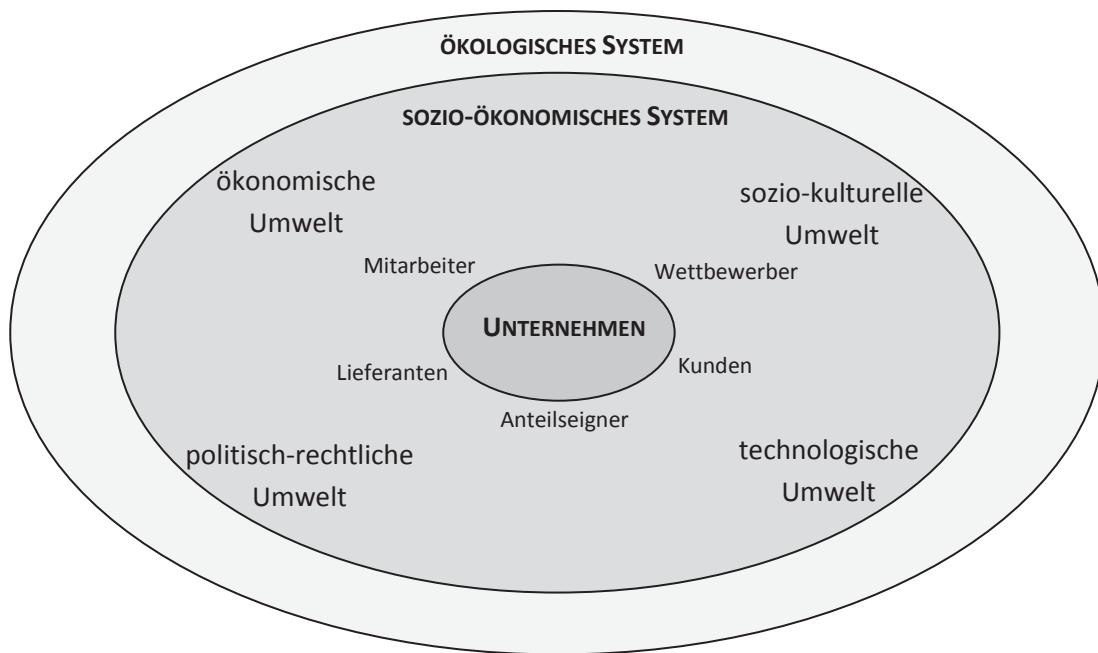 ÖKOLOGISCHES SYSTEM
SOZIO-ÖKONOMISCHES SYSTEM
ökonomische
Umwelt
sozio-kulturelle
Umwelt
Mitarbeiter
Wettbewerber
UNTERNEHMEN
Lieferanten
Kunden
Anteilseigner
politisch-rechtliche
Umwelt
technologische
Umwelt